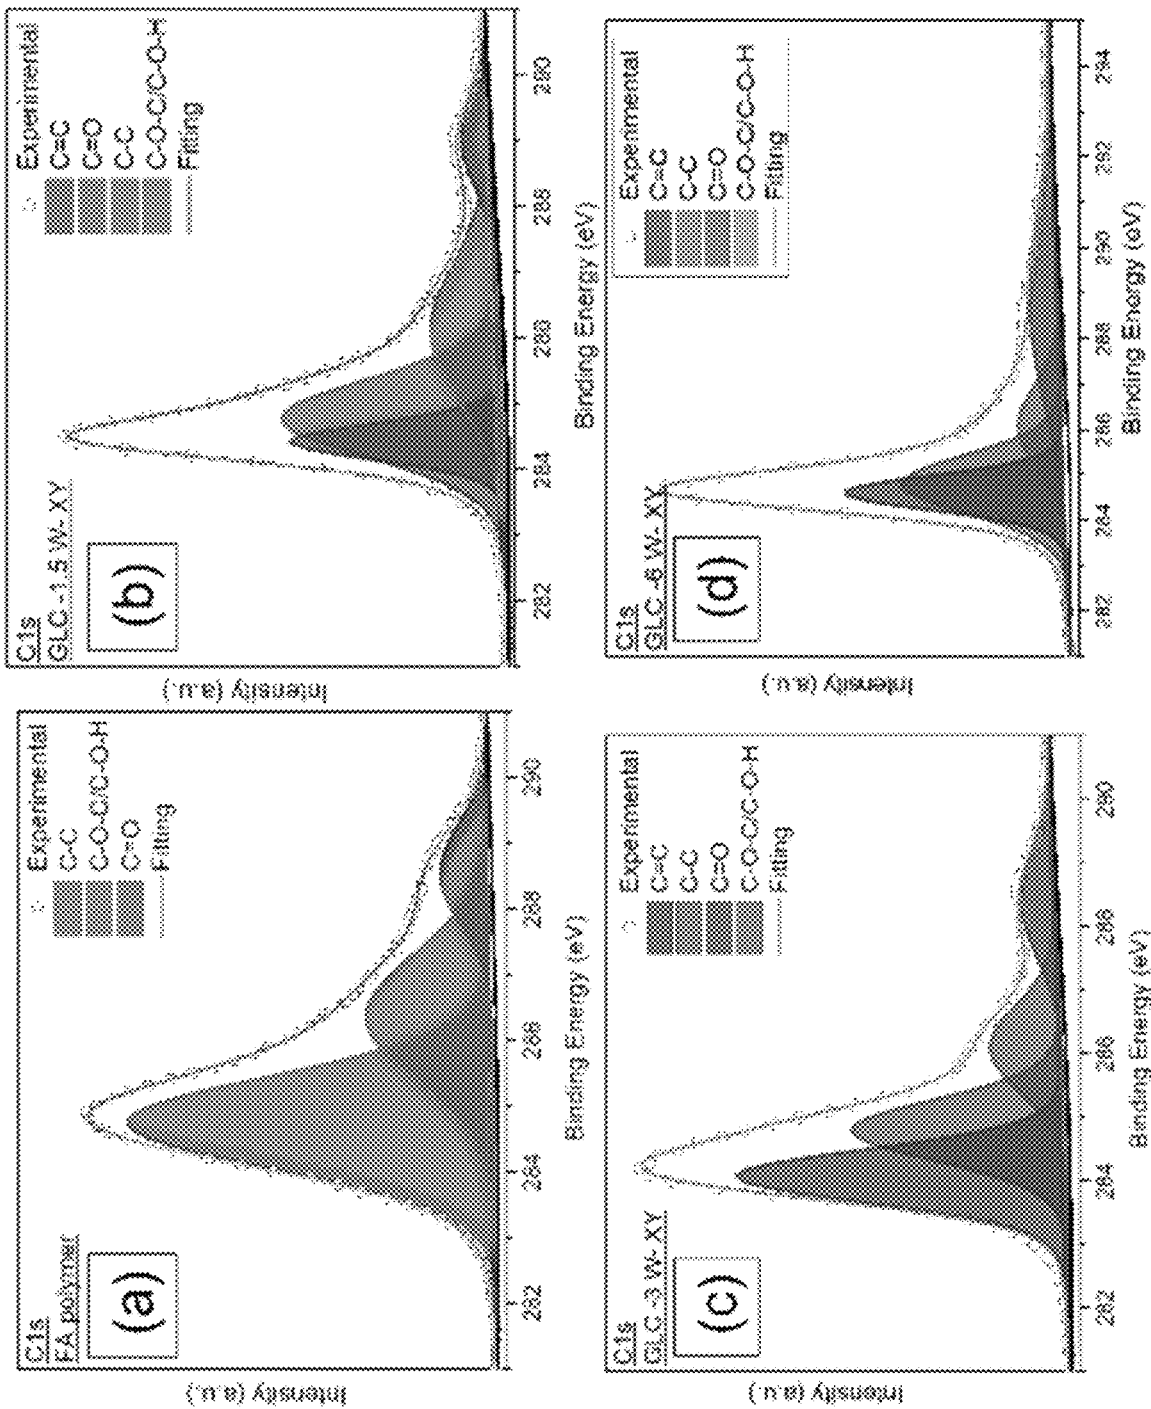 C1s
FA polymer
(a)
Experimental
C-C
C-O-C/C-O-H
C=O
Fitting
Intensity (a.u.)
282
284
286
288
290
Binding Energy (eV)
C1s
GLC -1.5 W- XY
(b)
Experimental
C=C
C=O
C-C
C-O-C/C-O-H
Fitting
Intensity (a.u.)
282
284
286
288
290
Binding Energy (eV)
C1s
GLC -3 W- XY
(c)
Experimental
C=C
C-C
C=O
C-O-C/C-O-H
Fitting
Intensity (a.u.)
282
284
286
288
290
Binding Energy (eV)
C1s
GLC -6 W- XY
(d)
Experimental
C=C
C-C
C=O
C-O-C/C-O-H
Fitting
Intensity (a.u.)
282
284
286
288
290
292
294
Binding Energy (eV)